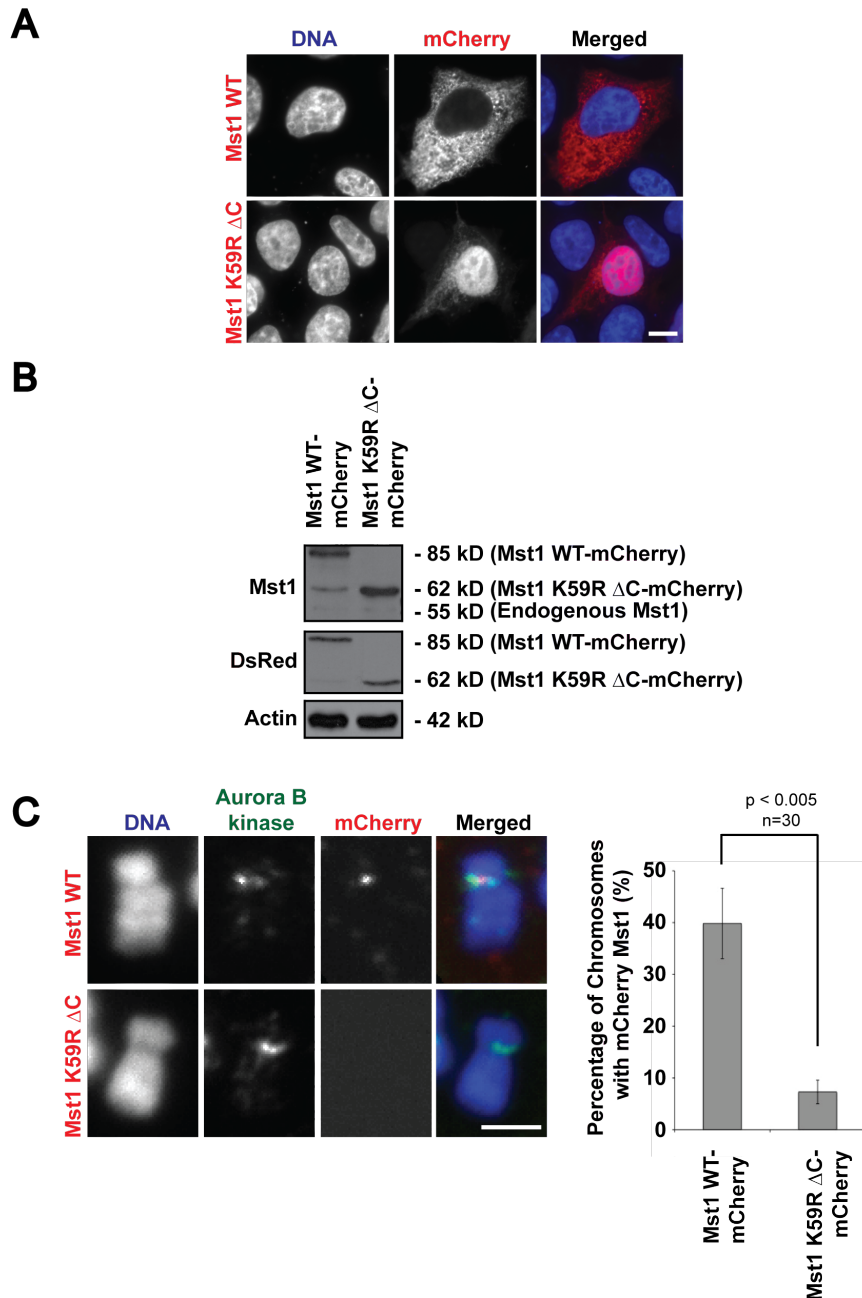 A
DNA
mCherry
Merged
Mst1 WT
Mst1 K59R ΔC
B
Mst1 WT-
mCherry
Mst1 K59R ΔC-
mCherry
Mst1
- 85 kD (Mst1 WT-mCherry)
- 62 kD (Mst1 K59R ΔC-mCherry)
- 55 kD (Endogenous Mst1)
DsRed
- 85 kD (Mst1 WT-mCherry)
- 62 kD (Mst1 K59R ΔC-mCherry)
Actin
- 42 kD
C
DNA
Aurora B
kinase
mCherry
Merged
Mst1 WT
Mst1 K59R ΔC
p < 0.005
n=30
Percentage of Chromosomes
with mCherry Mst1 (%)
50
40
30
20
10
0
Mst1 WT-
mCherry
Mst1 K59R ΔC-
mCherry